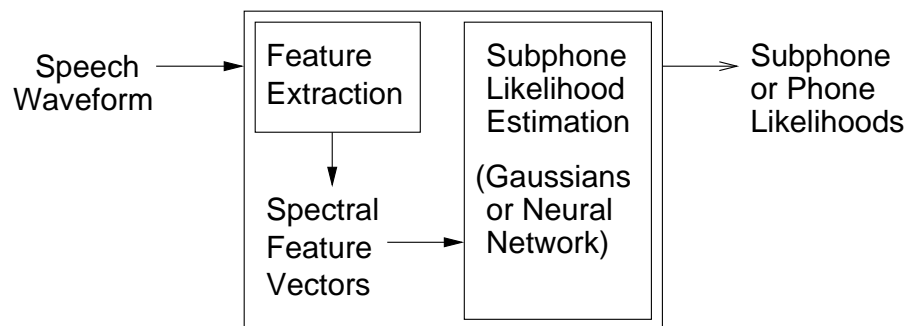 Speech
Waveform
Feature
Extraction
Spectral
Feature
Vectors
Subphone
Likelihood
Estimation
(Gaussians
or Neural
Network)
Subphone
or Phone
Likelihoods